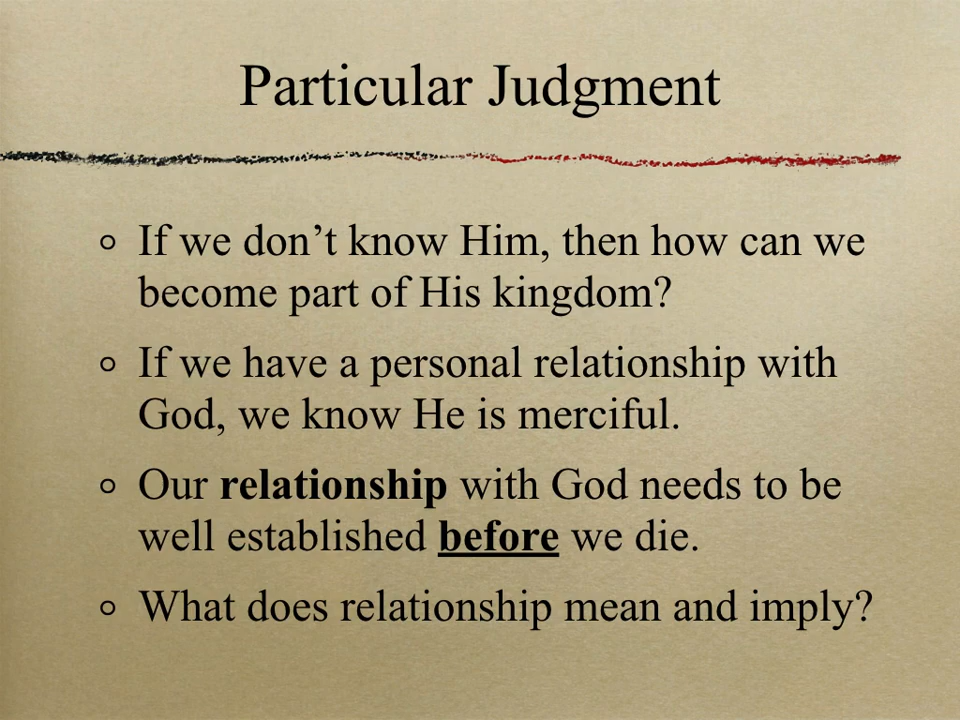 Particular Judgment
If we don’t know Him, then how can we
become part of His kingdom?
If we have a personal relationship with
God, we know He is merciful.
Our relationship with God needs to be
well established before we die.
What does relationship mean and imply?